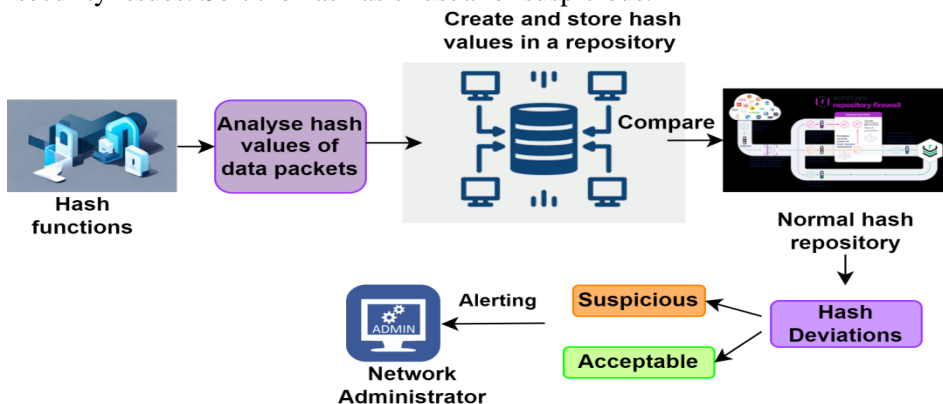 Create and store hash
values in a repository
Analyse hash
values of
data packets
Compare
repository firewall
Hash
functions
Normal hash
repository
Alerting
Suspicious
ADMIN
Hash
Deviations
Acceptable
Network
Administrator